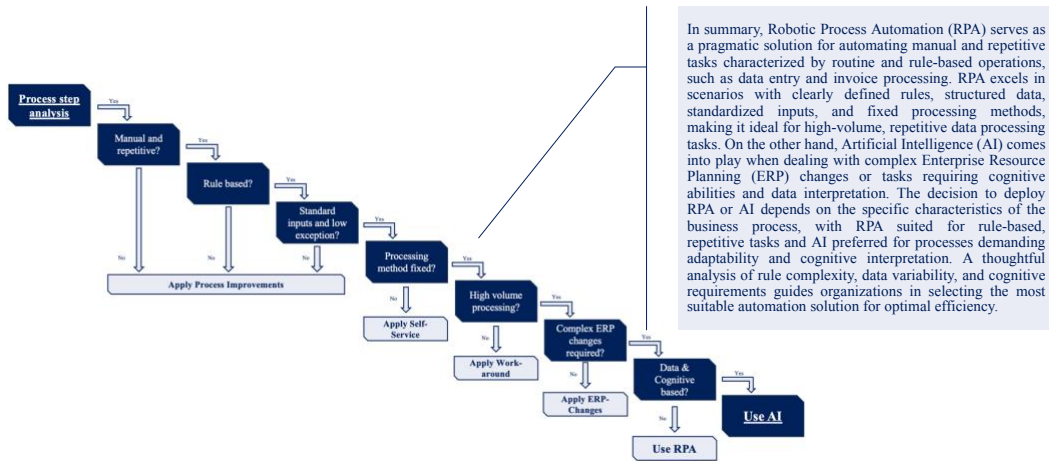 Process step
analysis
Yes
Manual and
repetitive?
Yes
Rule based?
Yes
Standard
inputs and low
exception?
Yes
Processing
method fixed?
Yes
High volume
processing?
Yes
Complex ERP
changes
required?
Yes
Data &
Cognitive
based?
Yes
Use AI
No
No
No
Apply Process Improvements
No
Apply Self-
Service
No
Apply Work-
around
No
Apply ERP-
Changes
No
Use RPA
In summary, Robotic Process Automation (RPA) serves as
a pragmatic solution for automating manual and repetitive
tasks characterized by routine and rule-based operations,
such as data entry and invoice processing. RPA excels in
scenarios with clearly defined rules, structured data,
standardized inputs, and fixed processing methods,
making it ideal for high-volume, repetitive data processing
tasks. On the other hand, Artificial Intelligence (AI) comes
into play when dealing with complex Enterprise Resource
Planning (ERP) changes or tasks requiring cognitive
abilities and data interpretation. The decision to deploy
RPA or AI depends on the specific characteristics of the
business process, with RPA suited for rule-based,
repetitive tasks and AI preferred for processes demanding
adaptability and cognitive interpretation. A thoughtful
analysis of rule complexity, data variability, and cognitive
requirements guides organizations in selecting the most
suitable automation solution for optimal efficiency.